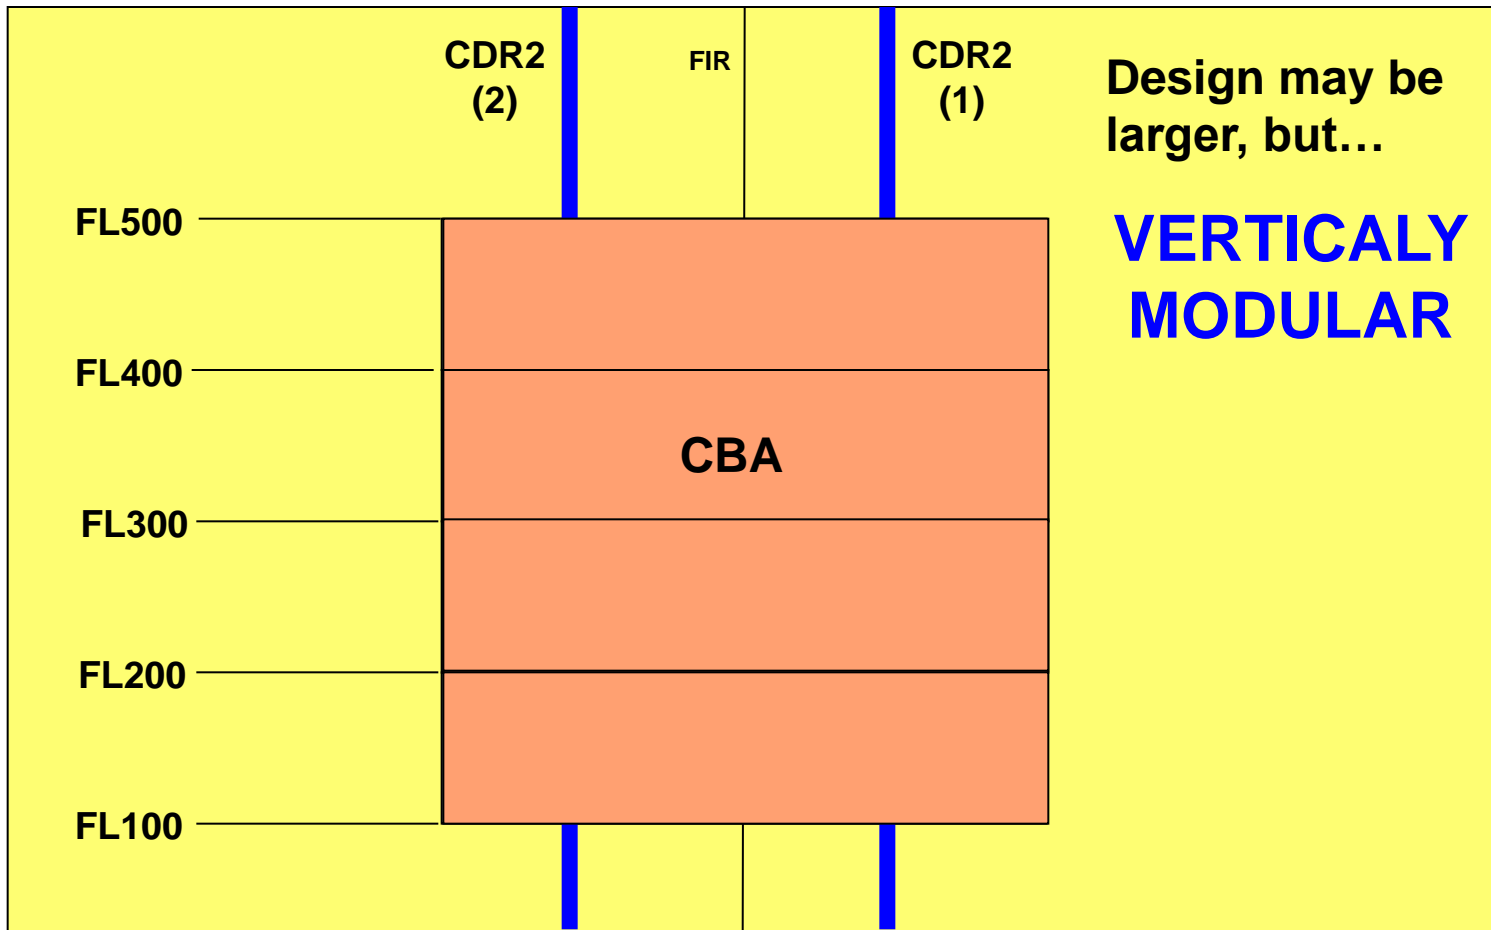 CDR2
(2)
FIR
CDR2
(1)
Design may be
larger, but…
VERTICALY
MODULAR
FL500
FL400
CBA
FL300
FL200
FL100